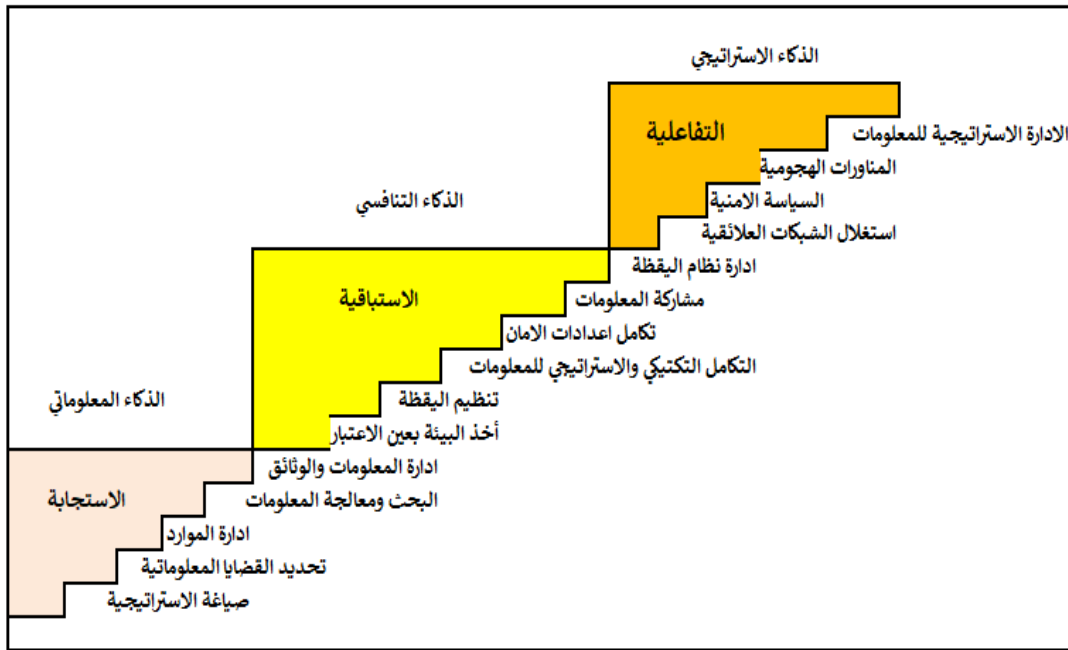 الذكاء الاستراتيجي
التفاعلية
الادارة الاستراتيجية للمعلومات
المناورات الهجومية
السياسة الامنية
استغلال الشبكات العلائقية
الذكاء التنافسي
الاستباقية
ادارة نظام اليقظة
مشاركة المعلومات
تكامل اعدادات الامان
التكامل التكتيكي والاستراتيجي للمعلومات
تنظيم اليقظة
أخذ البيئة بعين الاعتبار
الذكاء المعلوماتي
الاستجابة
ادارة المعلومات والوثائق
البحث ومعالجة المعلومات
ادارة الموارد
تحديد القضايا المعلوماتية
صياغة الاستراتيجية